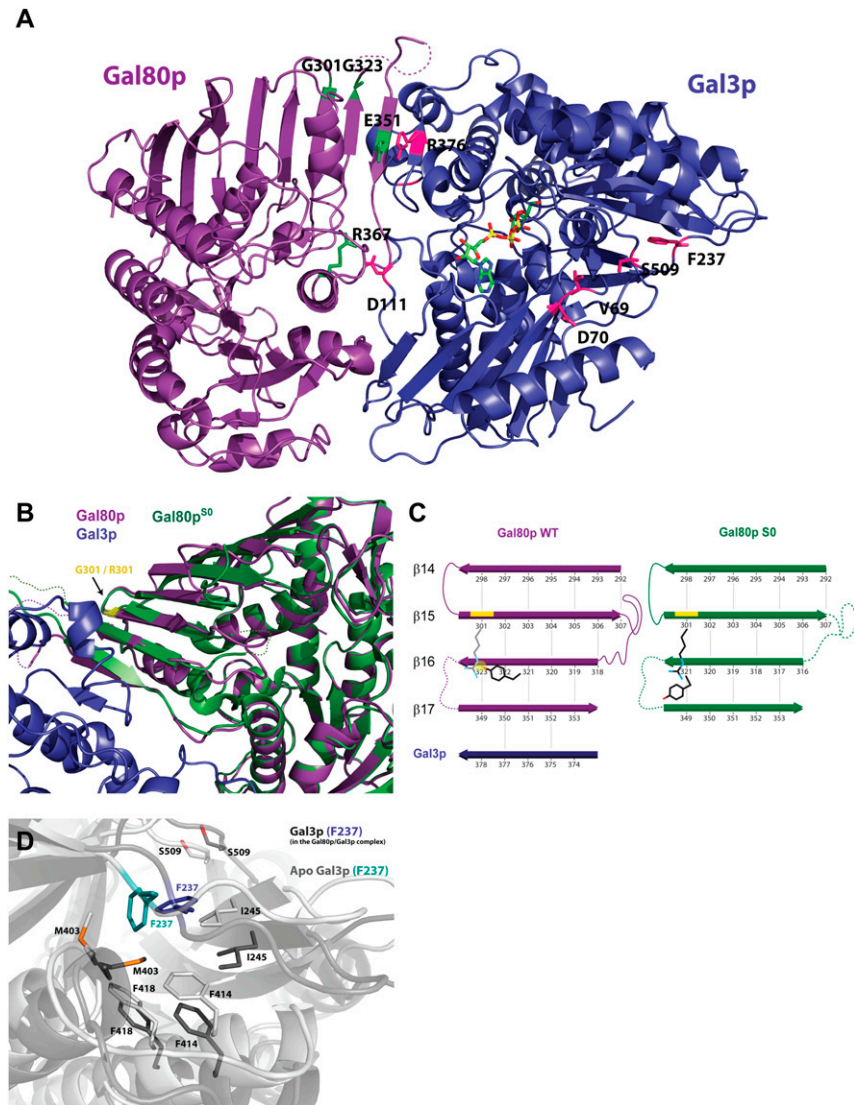 A
Gal80p
G301G323
Gal3p
E351
R376
R367
S509
F237
D111
V69
D70
B
Gal80p
Gal80p^S0
Gal3p
G301 / R301
C
Gal80p WT
Gal80p S0
β14
298 297 296 295 294 293 292
298 297 296 295 294 293 292
β15
301 302 303 304 305 306 307
301 302 303 304 305 306 307
β16
323 322 321 320 319 318
321 320 319 318 317 316
β17
349 350 351 352 353
349 350 351 352 353
Gal3p
378 377 376 375 374
D
Gal3p (F237)
(in the Gal80p/Gal3p complex)
Apo Gal3p (F237)
S509
S509
F237
F237
I245
M403
I245
M403
F418
F414
F418
F414